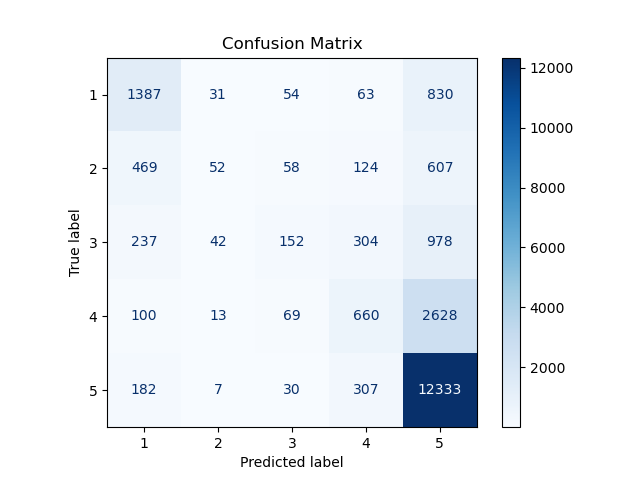 Confusion Matrix
1 1387 31 54 63 830
2 469 52 58 124 607
3 237 42 152 304 978
4 100 13 69 660 2628
5 182 7 30 307 12333
1 2 3 4 5
Predicted label
True label
12000
10000
8000
6000
4000
2000